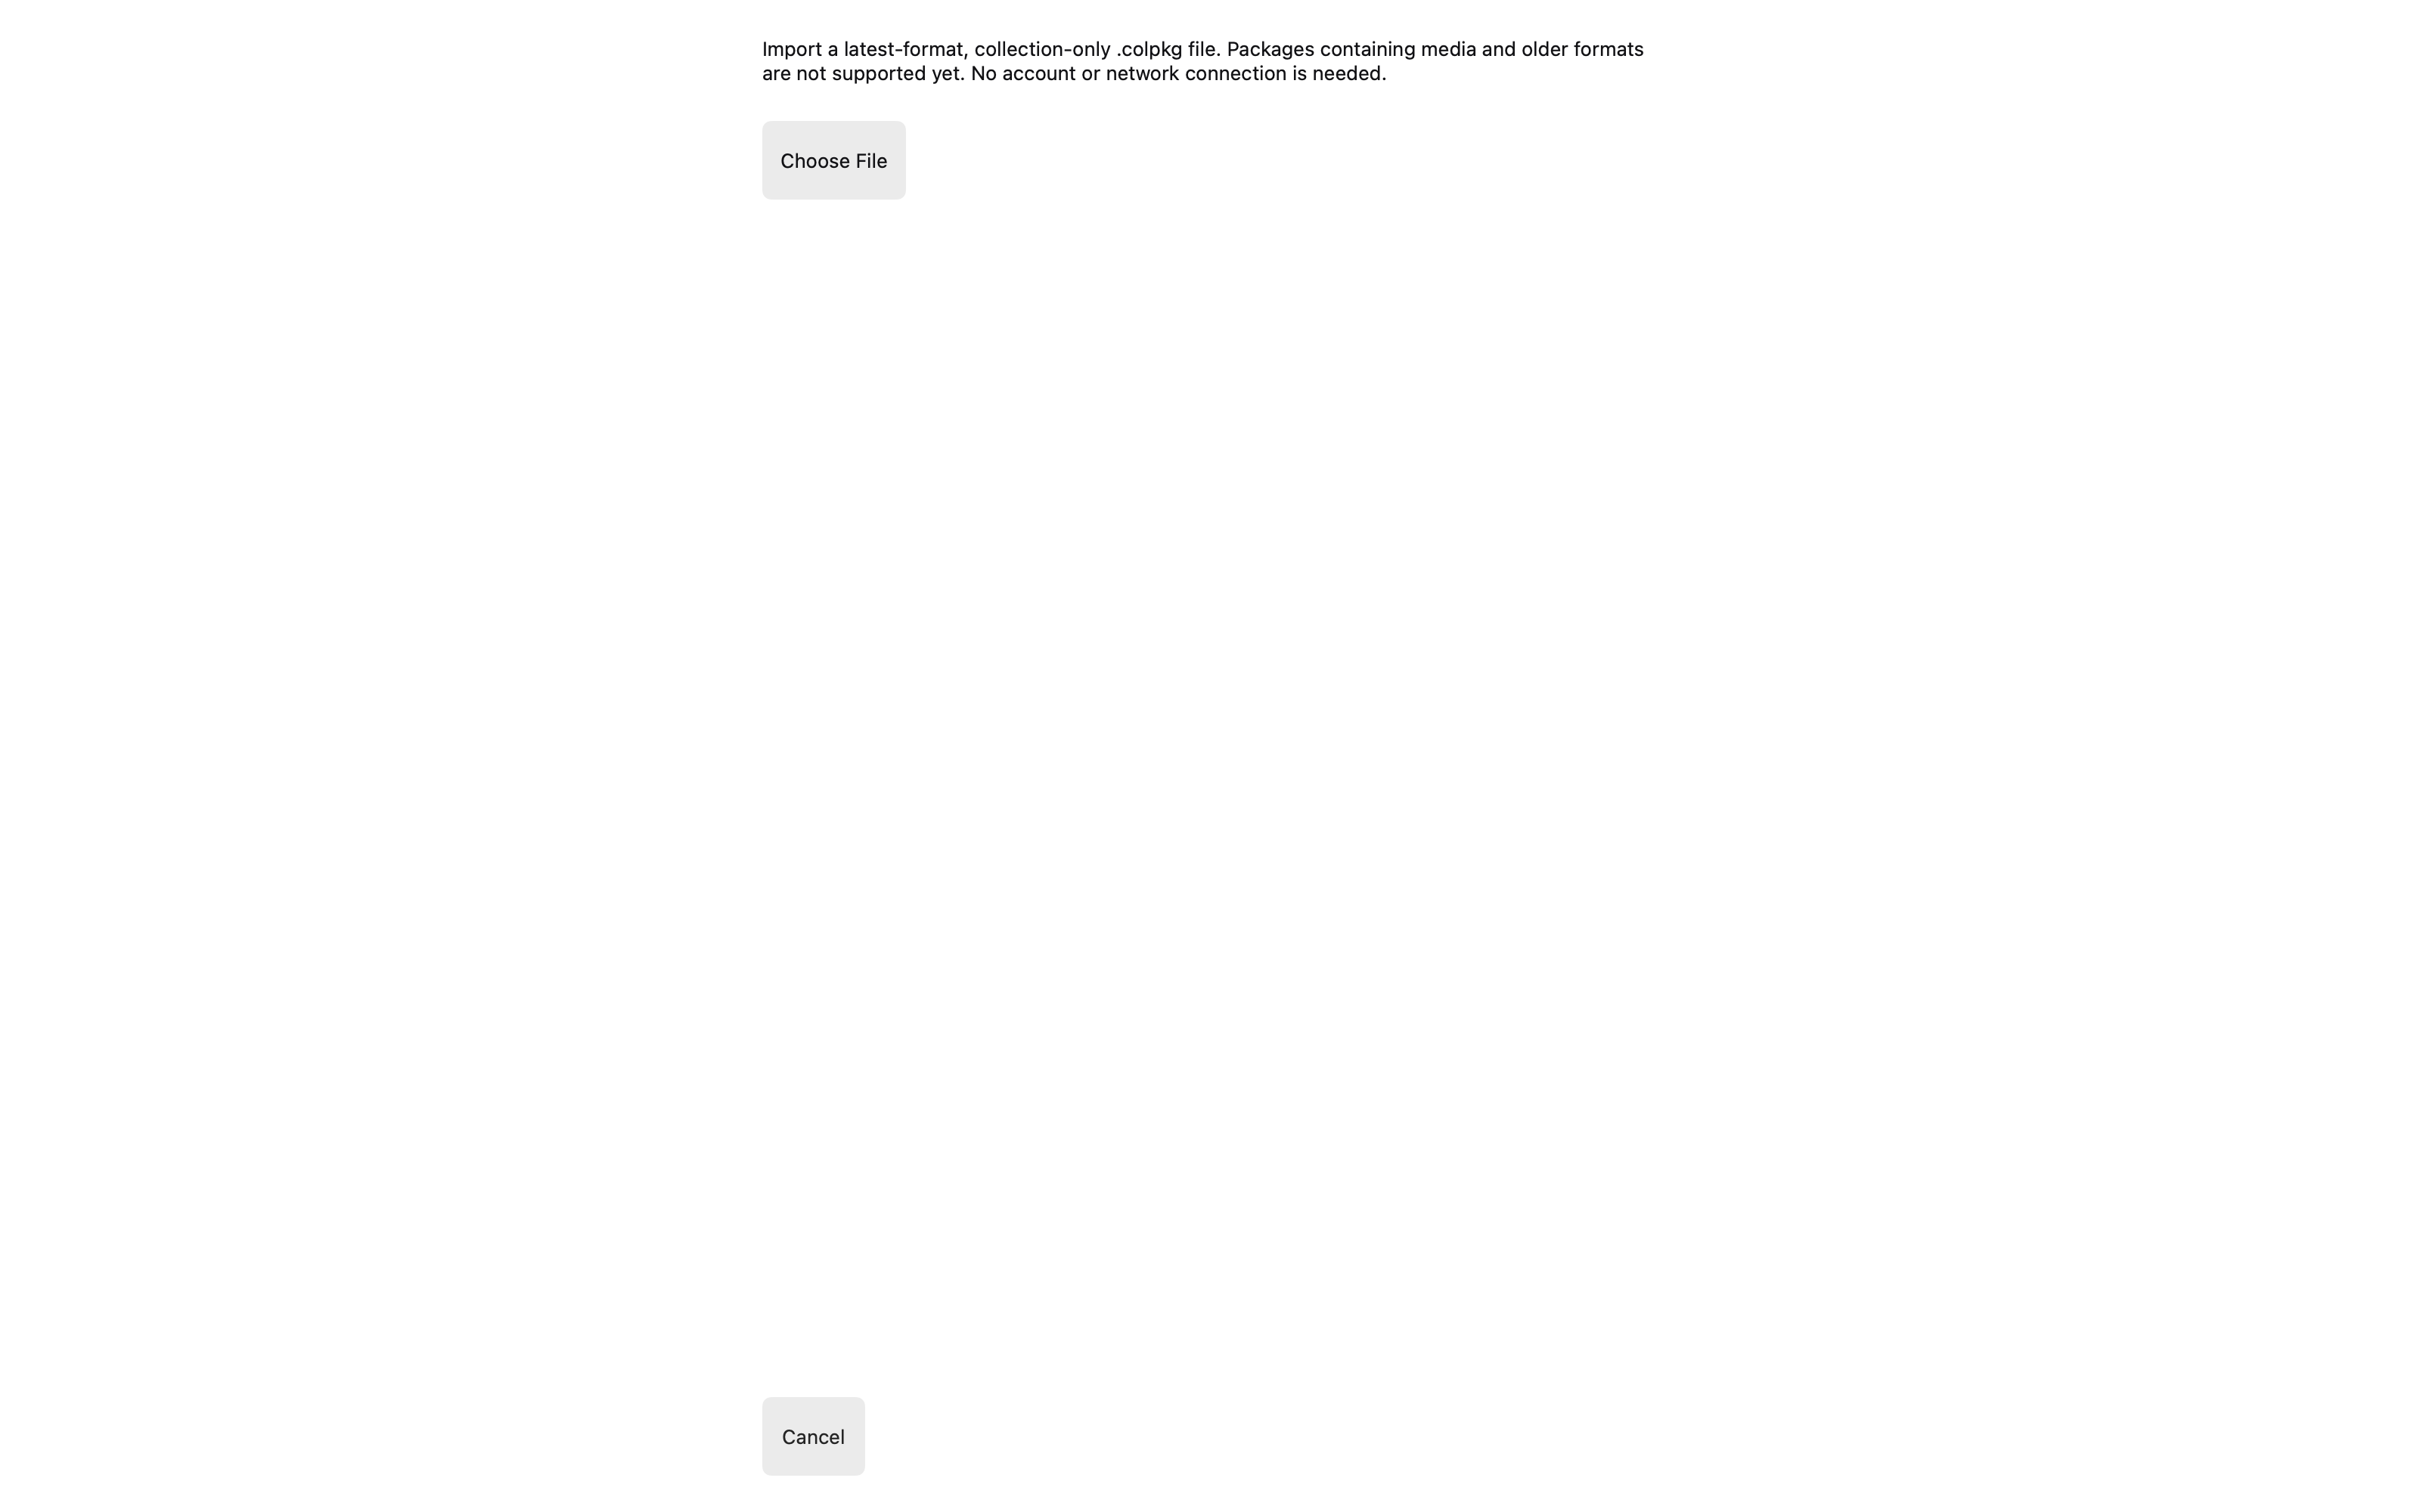 Import a latest-format, collection-only .colpkg file. Packages containing media and older formats
are not supported yet. No account or network connection is needed.
Choose File
Cancel